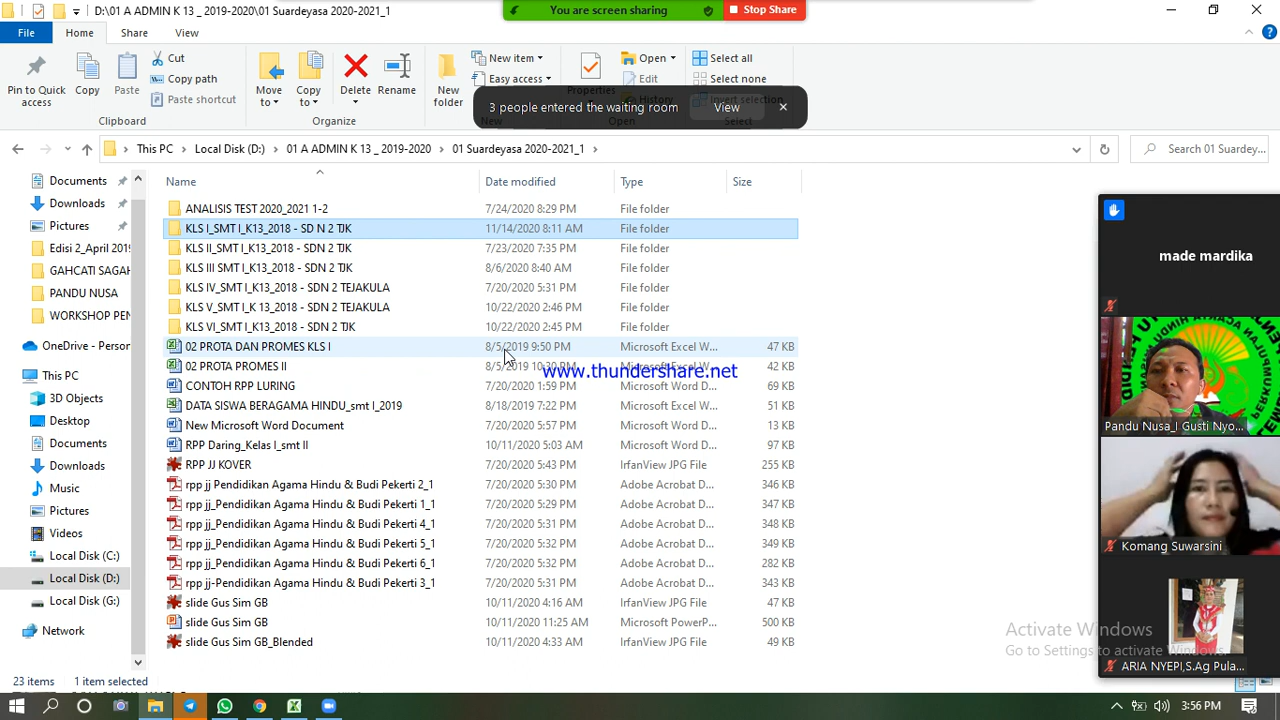 D:\01 A ADMIN K 13 _ 2019-2020\01 Suardeyasa 2020-2021_1
You are screen sharing
Stop Share
File Home Share View
Pin to Quick access
Copy
Paste
Cut
Copy path
Paste shortcut
Clipboard
Move to
Copy to
Delete
Rename
Organize
New folder
New item
Easy access
New
Properties
Open
Edit
History
Open
Select all
Select none
Invert selection
Select
3 people entered the waiting room
View
This PC > Local Disk (D:) > 01 A ADMIN K 13 _ 2019-2020 > 01 Suardeyasa 2020-2021_1 >
Search 01 Suardey...
Documents
Downloads
Pictures
Edisi 2_April 201
GAHCATI SAGAH
PANDU NUSA
WORKSHOP PEN
OneDrive - Person
This PC
3D Objects
Desktop
Documents
Downloads
Music
Pictures
Videos
Local Disk (C:)
Local Disk (D:)
Local Disk (G:)
Network
Name Date modified Type Size
ANALISIS TEST 2020_2021 1-2 7/24/2020 8:29 PM File folder
KLS I_SMT I_K13_2018 - SD N 2 TJK 11/14/2020 8:11 AM File folder
KLS II_SMT I_K13_2018 - SDN 2 TJK 7/23/2020 7:35 PM File folder
KLS III SMT I_K13_2018 - SDN 2 TJK 8/6/2020 8:40 AM File folder
KLS IV_SMT I_K 13_2018 - SDN 2 TEJAKULA 7/20/2020 5:31 PM File folder
KLS V_SMT I_K 13_2018 - SDN 2 TEJAKULA 10/22/2020 2:46 PM File folder
KLS VI_SMT I_K13_2018 - SDN 2 TJK 10/22/2020 2:45 PM File folder
02 PROTA DAN PROMES KLS I 8/5/2019 9:50 PM Microsoft Excel W... 47 KB
02 PROTA PROMES II 8/5/2019 10:30 PM Microsoft Excel W... 42 KB
www.thundershare.net
CONTOH RPP LURING 7/20/2020 1:59 PM Microsoft Word D... 69 KB
DATA SISWA BERAGAMA HINDU_smt I_2019 8/18/2019 7:22 PM Microsoft Excel W... 51 KB
New Microsoft Word Document 7/20/2020 5:57 PM Microsoft Word D... 13 KB
RPP Daring_Kelas I_smt II 10/11/2020 5:03 AM Microsoft Word D... 97 KB
RPP JJ KOVER 7/20/2020 5:43 PM IrfanView JPG File 255 KB
rpp jj Pendidikan Agama Hindu & Budi Pekerti 2_1 7/20/2020 5:30 PM Adobe Acrobat D... 346 KB
rpp jj_Pendidikan Agama Hindu & Budi Pekerti 1_1 7/20/2020 5:29 PM Adobe Acrobat D... 347 KB
rpp jj_Pendidikan Agama Hindu & Budi Pekerti 4_1 7/20/2020 5:31 PM Adobe Acrobat D... 348 KB
rpp jj_Pendidikan Agama Hindu & Budi Pekerti 5_1 7/20/2020 5:32 PM Adobe Acrobat D... 349 KB
rpp jj_Pendidikan Agama Hindu & Budi Pekerti 6_1 7/20/2020 5:32 PM Adobe Acrobat D... 282 KB
rpp jj-Pendidikan Agama Hindu & Budi Pekerti 3_1 7/20/2020 5:31 PM Adobe Acrobat D... 343 KB
slide Gus Sim GB 10/11/2020 4:16 AM IrfanView JPG File 47 KB
slide Gus Sim GB 10/11/2020 11:25 AM Microsoft PowerP... 629 KB
slide Gus Sim GB_Blended 10/11/2020 4:33 AM IrfanView JPG File 49 KB
made mardika
Pandu Nusa_I Gusti Nyo...
Komang Suwarsini
ARIA NYEPI,S.Ag Pula...
Activate Windows
Go to Settings to activate Windows.
23 items 1 item selected
3:56 PM